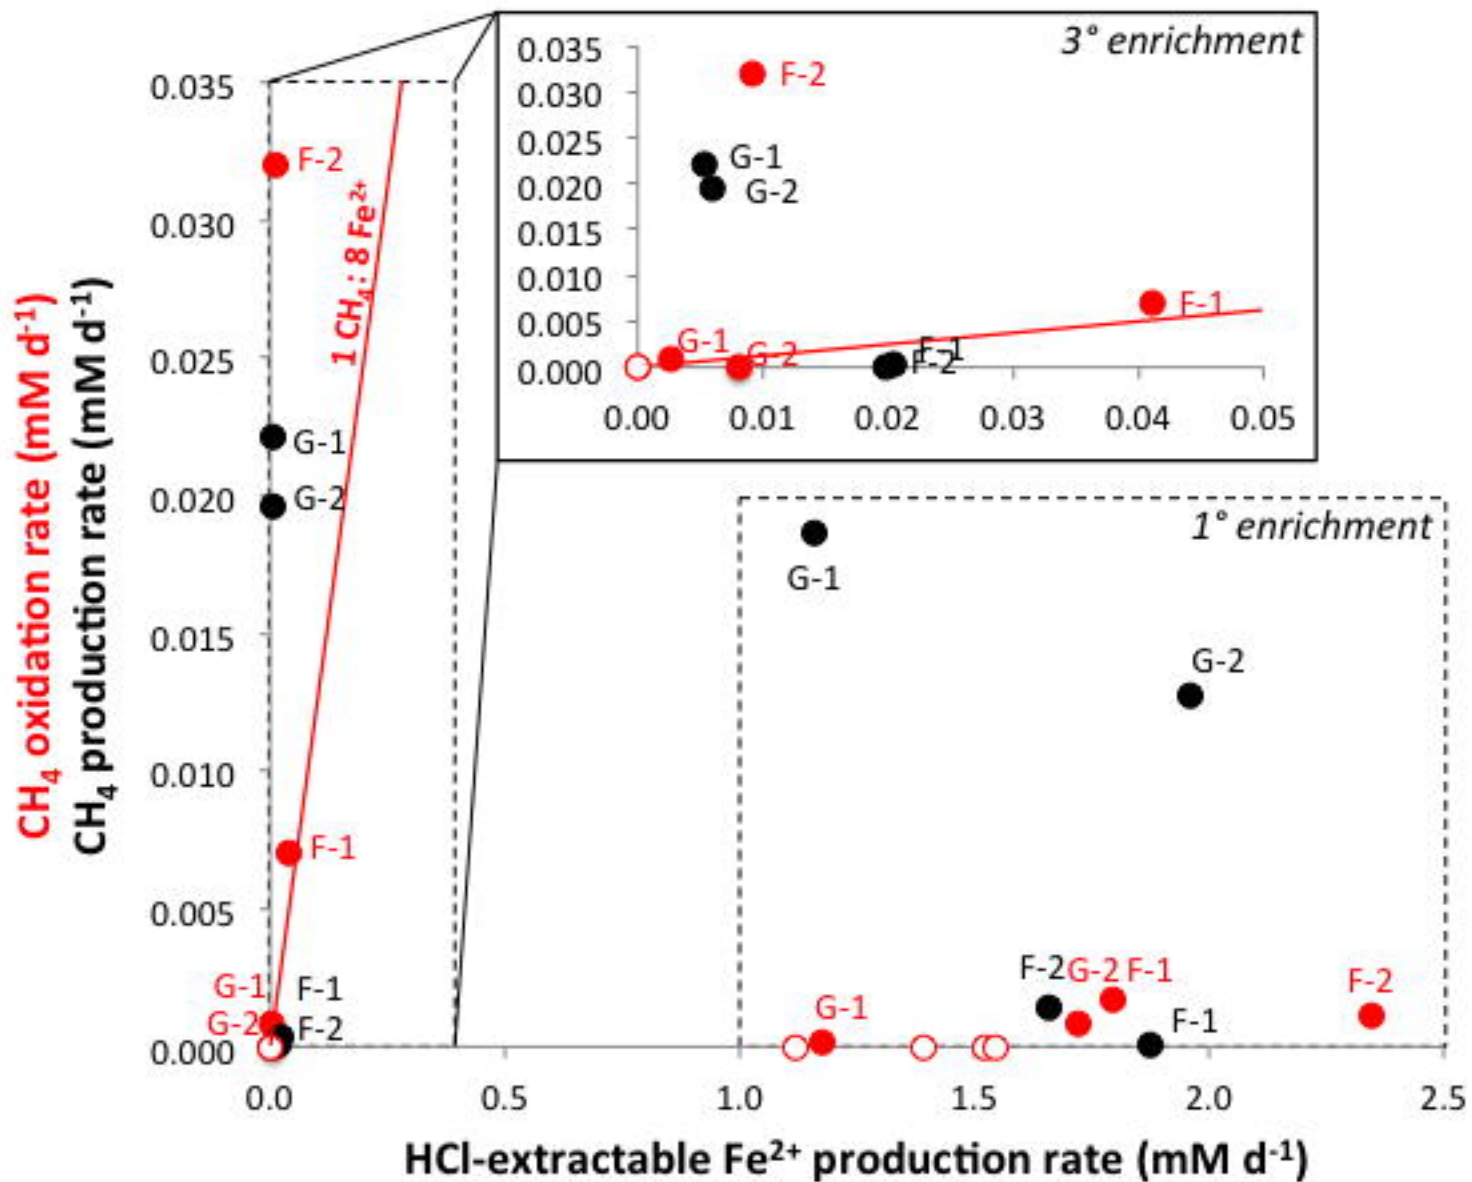 3° enrichment
0.035
0.030
0.025
0.020
0.015
0.010
0.005
0.000
F-2
G-1
G-2
F-1
G-1
G-2
F-1
F-2
0.00 0.01 0.02 0.03 0.04 0.05
CH₄ oxidation rate (mM d⁻¹)
CH₄ production rate (mM d⁻¹)
0.035
0.030
0.025
0.020
0.015
0.010
0.005
0.000
F-2
1 CH₄: 8 Fe²⁺
G-1
G-2
F-1
G-1 F-1
G-2 F-2
1° enrichment
G-1
G-2
F-2 G-2 F-1 F-2
G-1 F-1
0.0 0.5 1.0 1.5 2.0 2.5
HCl-extractable Fe²⁺ production rate (mM d⁻¹)